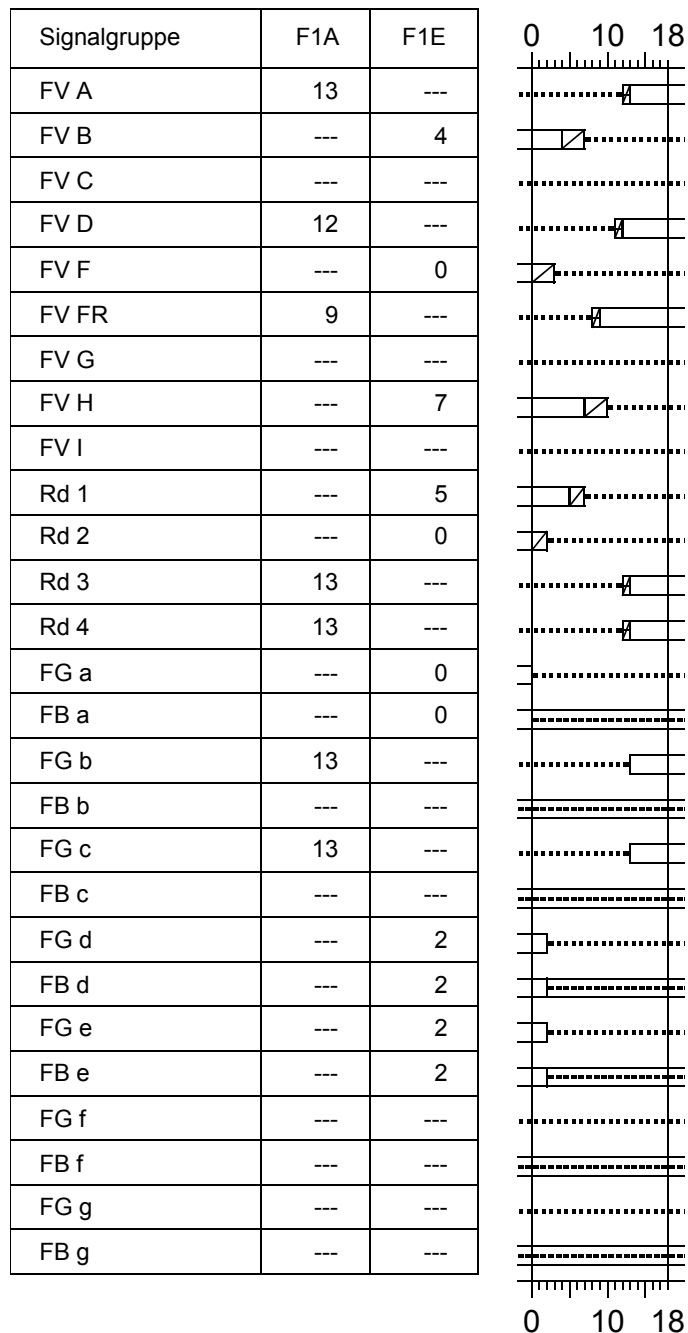 Signalgruppe F1A F1E 0 10 18
FV A 13 ---
FV B --- 4
FV C --- ---
FV D 12 ---
FV F --- 0
FV FR 9 ---
FV G --- ---
FV H --- 7
FV I --- ---
Rd 1 --- 5
Rd 2 --- 0
Rd 3 13 ---
Rd 4 13 ---
FG a --- 0
FB a --- 0
FG b 13 ---
FB b --- ---
FG c 13 ---
FB c --- ---
FG d --- 2
FB d --- 2
FG e --- 2
FB e --- 2
FG f --- ---
FB f --- ---
FG g --- ---
FB g --- ---
0 10 18